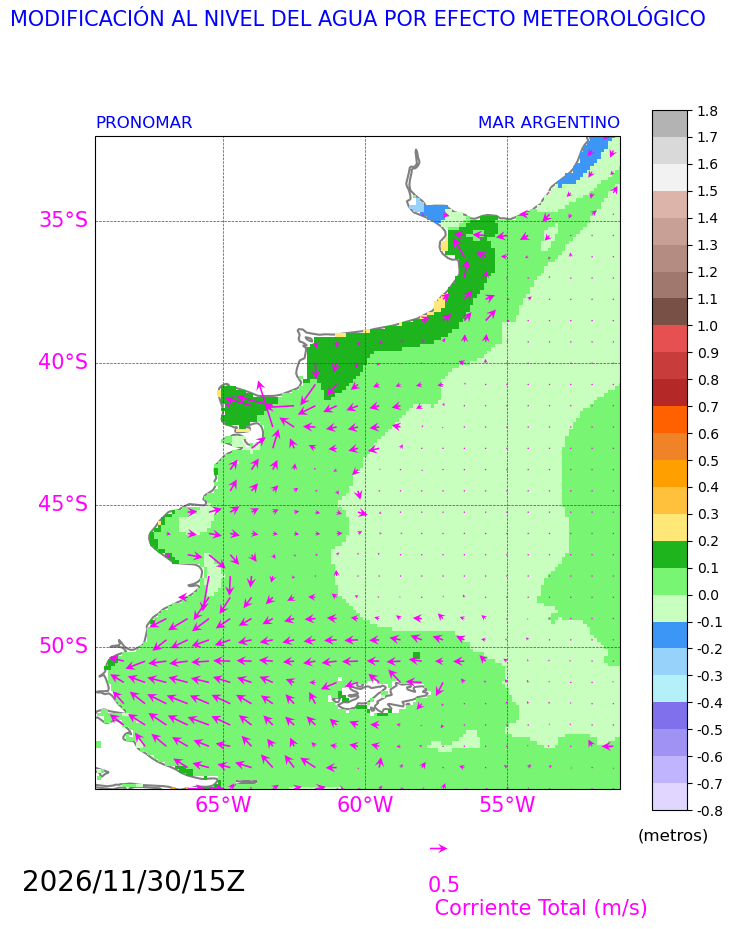 MODIFICACIÓN AL NIVEL DEL AGUA POR EFECTO METEOROLÓGICO
PRONOMAR
MAR ARGENTINO
35°S
40°S
45°S
50°S
65°W
60°W
55°W
1.8
1.7
1.6
1.5
1.4
1.3
1.2
1.1
1.0
0.9
0.8
0.7
0.6
0.5
0.4
0.3
0.2
0.1
0.0
-0.1
-0.2
-0.3
-0.4
-0.5
-0.6
-0.7
-0.8
(metros)
2026/11/30/15Z
0.5
Corriente Total (m/s)